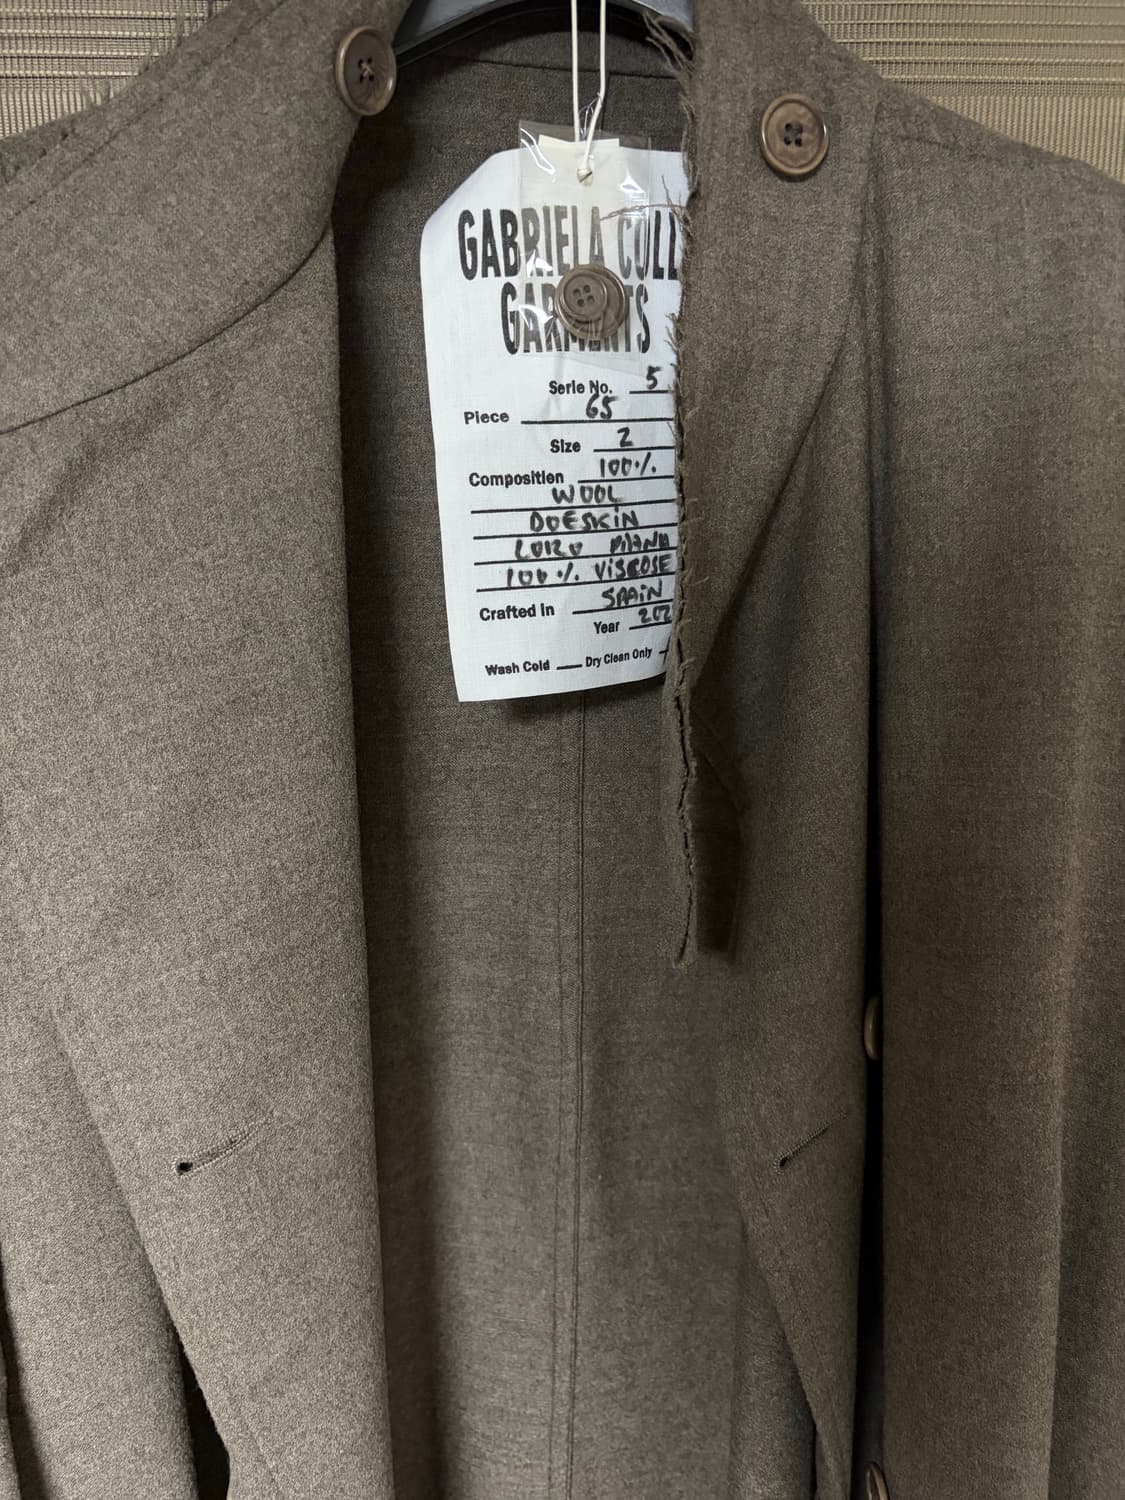 GABRIELA COLL
GARMENTS
Serie No. 5
Piece 65
Size 2
Composition 100%
WOOL
DOESKIN
LORO PIANA
100% VISCOSE
Crafted in SPAIN
Year 202
Wash Cold Dry Clean Only